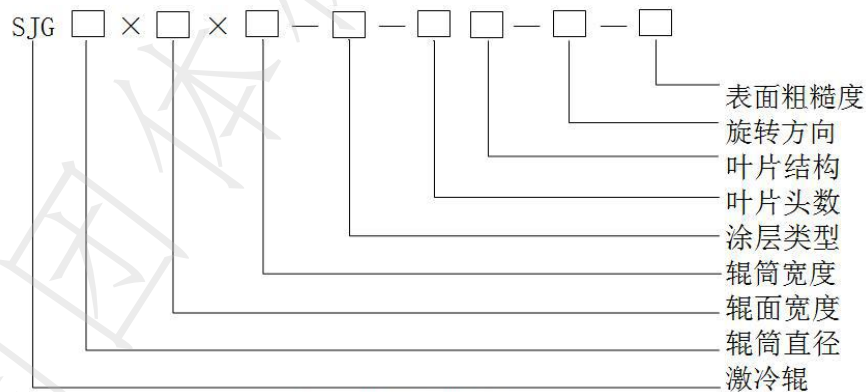 SJG □ × □ × □ — □ — □ □ — □ — □
表面粗糙度
旋转方向
叶片结构
叶片头数
涂层类型
辊筒宽度
辊面宽度
辊筒直径
激冷辊